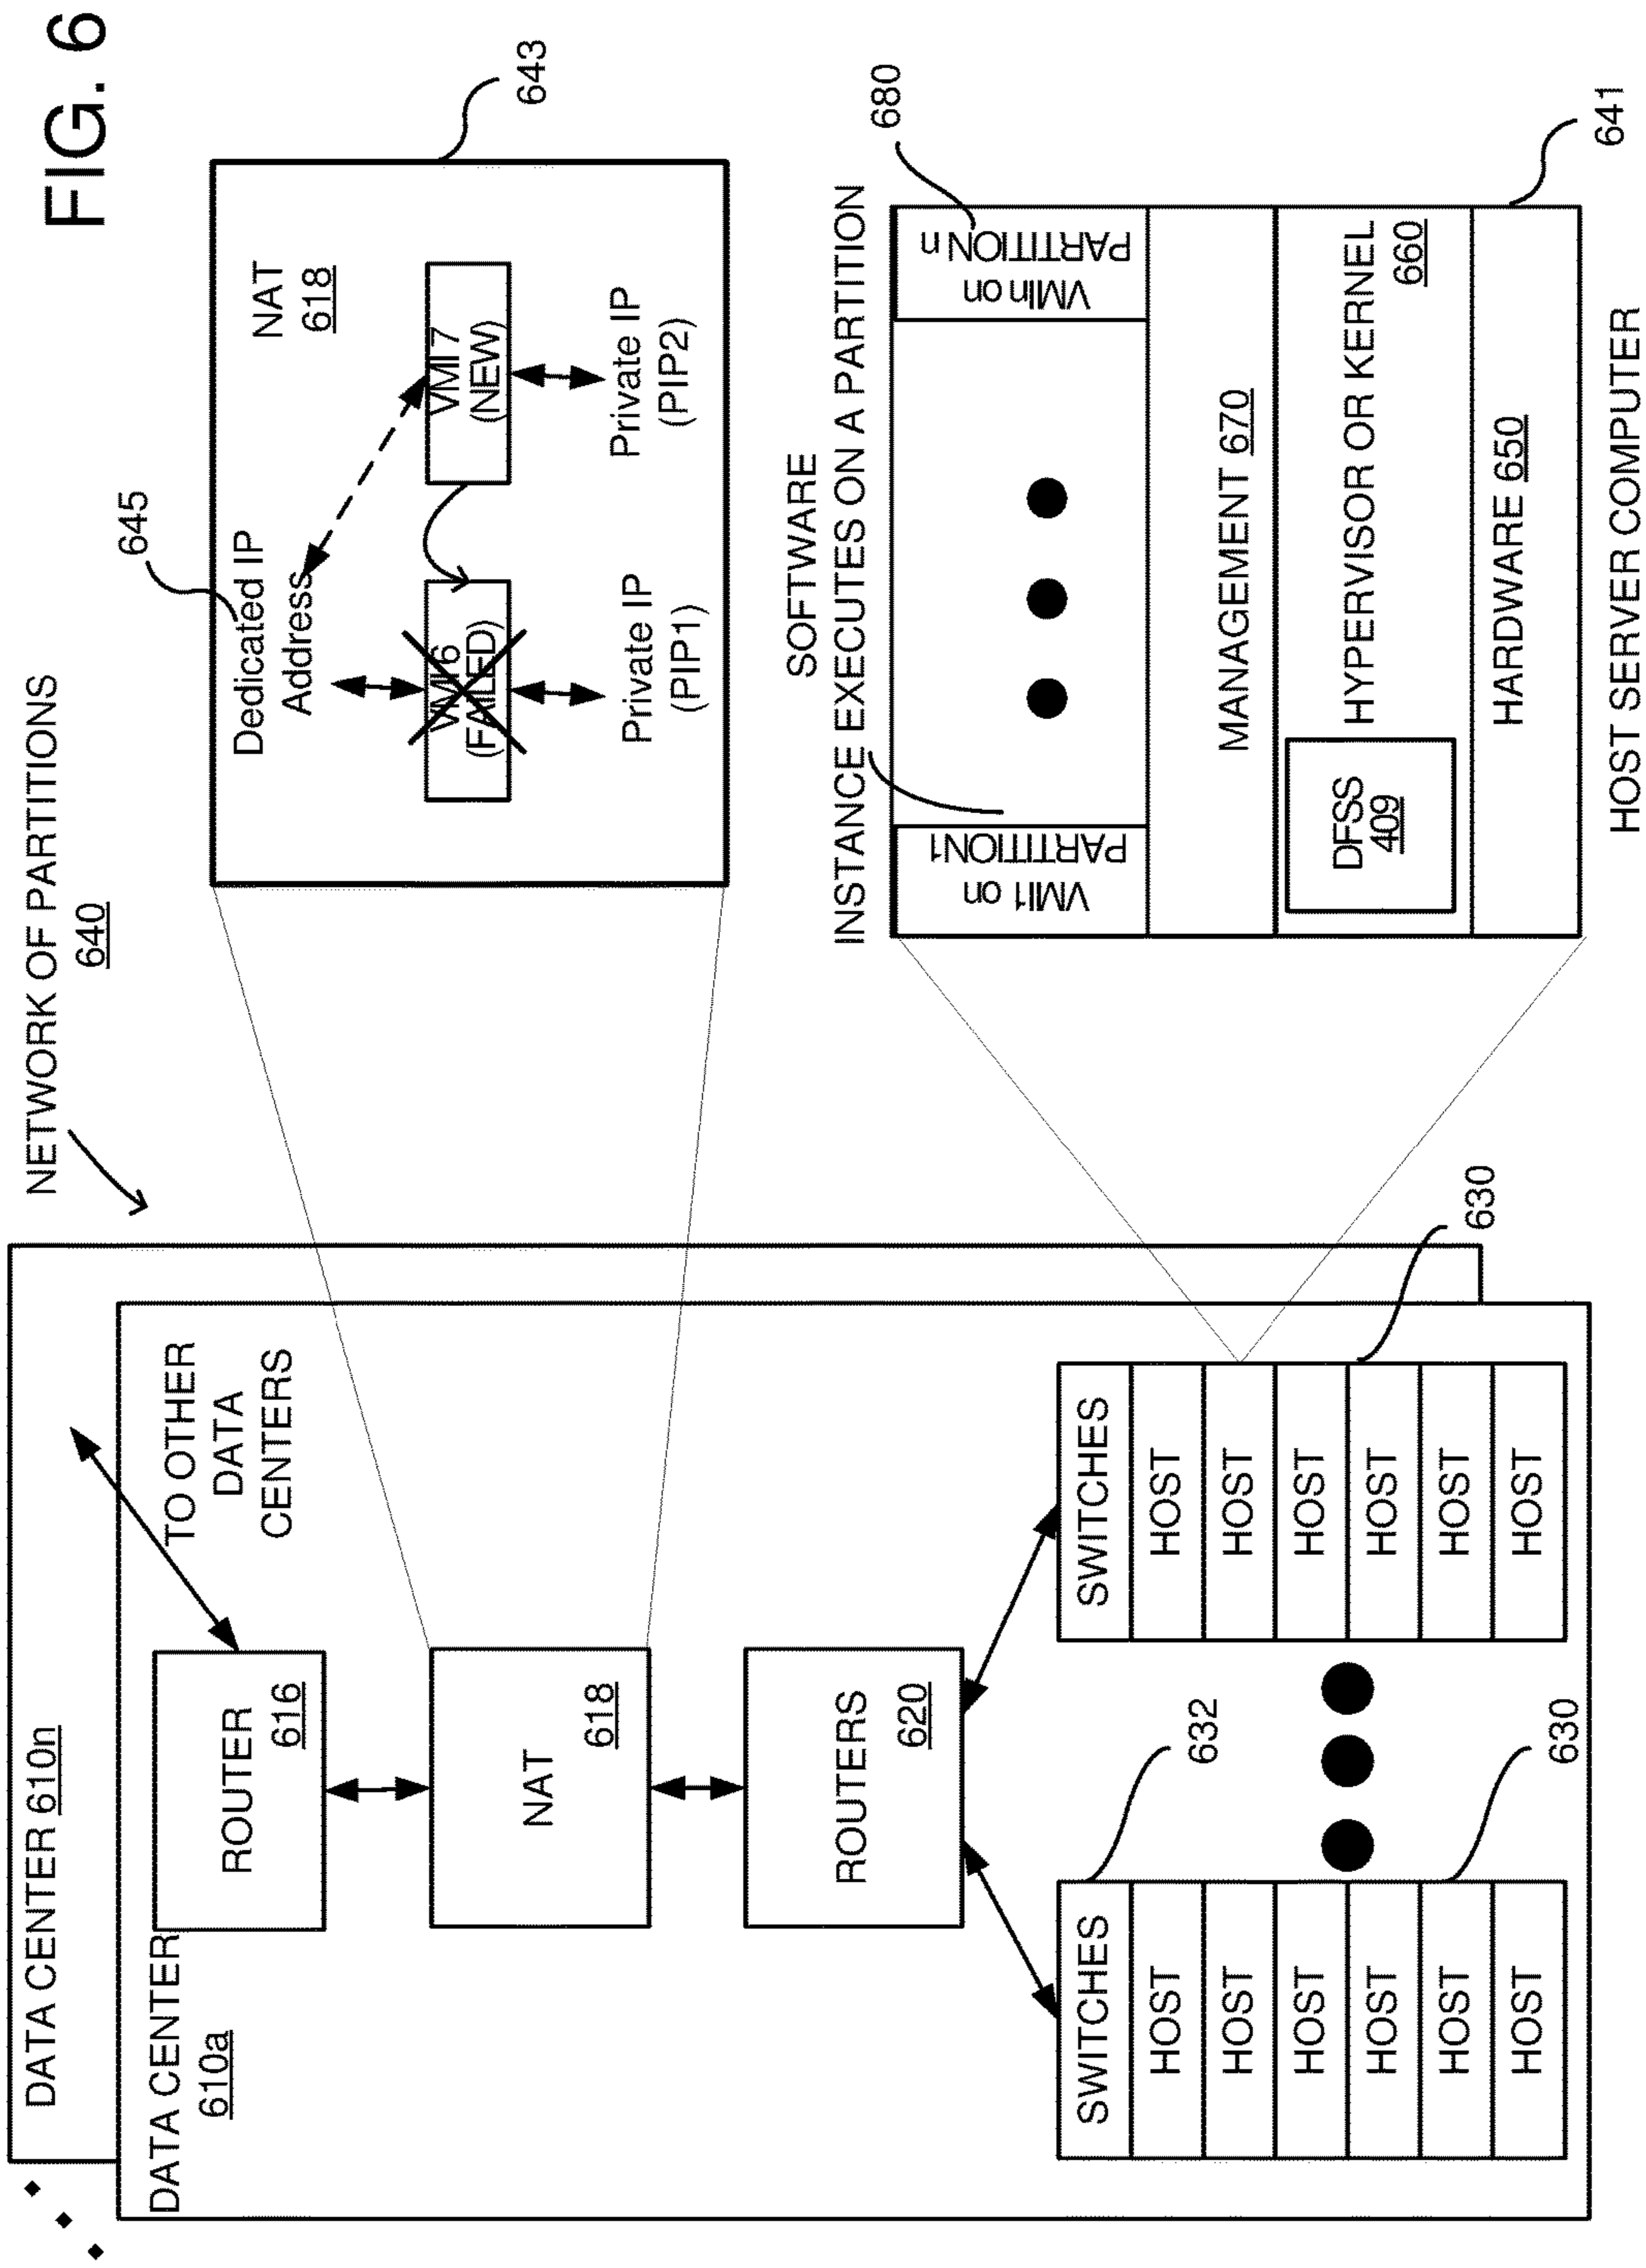 FIG. 6
NETWORK OF PARTITIONS
640
DATA CENTER 610n
DATA CENTER
610a
ROUTER
616
TO OTHER
DATA
CENTERS
NAT
618
ROUTERS
620
632
SWITCHES
HOST
HOST
HOST
HOST
HOST
HOST
630
SWITCHES
HOST
HOST
HOST
HOST
HOST
HOST
630
645
Dedicated IP
Address
NAT
618
643
VMI 6
(FAILED)
VMI 7
(NEW)
Private IP
(PIP1)
Private IP
(PIP2)
SOFTWARE
INSTANCE EXECUTES ON A PARTITION
680
VMI1 on
PARTITION1
VMIn on
PARTITION n
MANAGEMENT 670
DFSS
409
HYPERVISOR OR KERNEL
660
HARDWARE 650
641
HOST SERVER COMPUTER